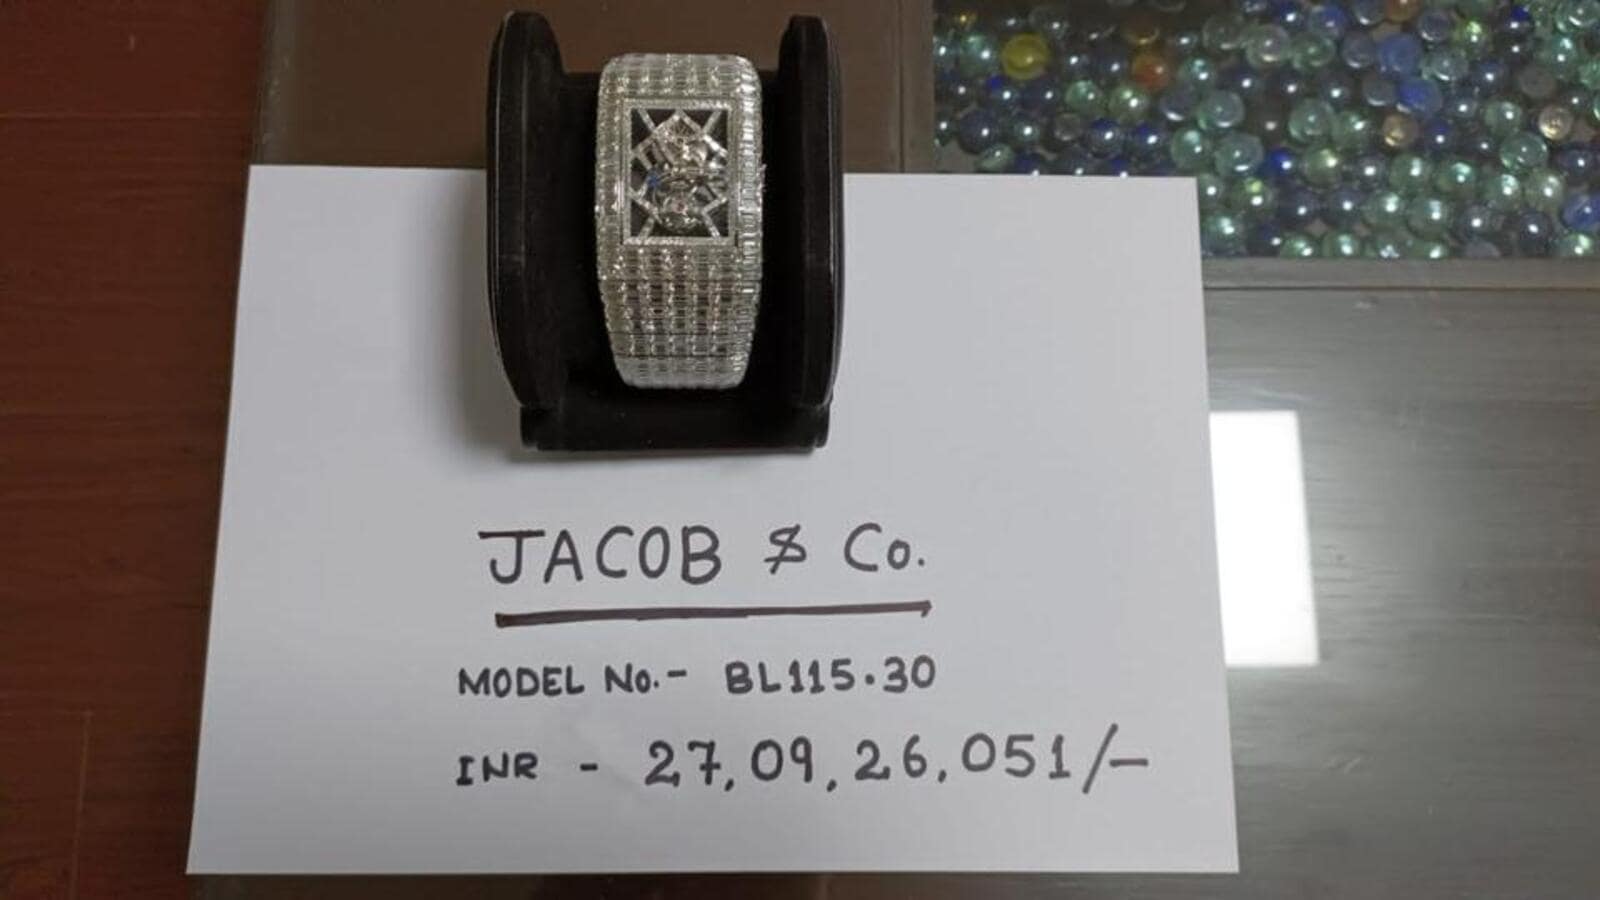 JACOB & Co.
MODEL No.- BL115.30
INR - 27,09,26,051/-